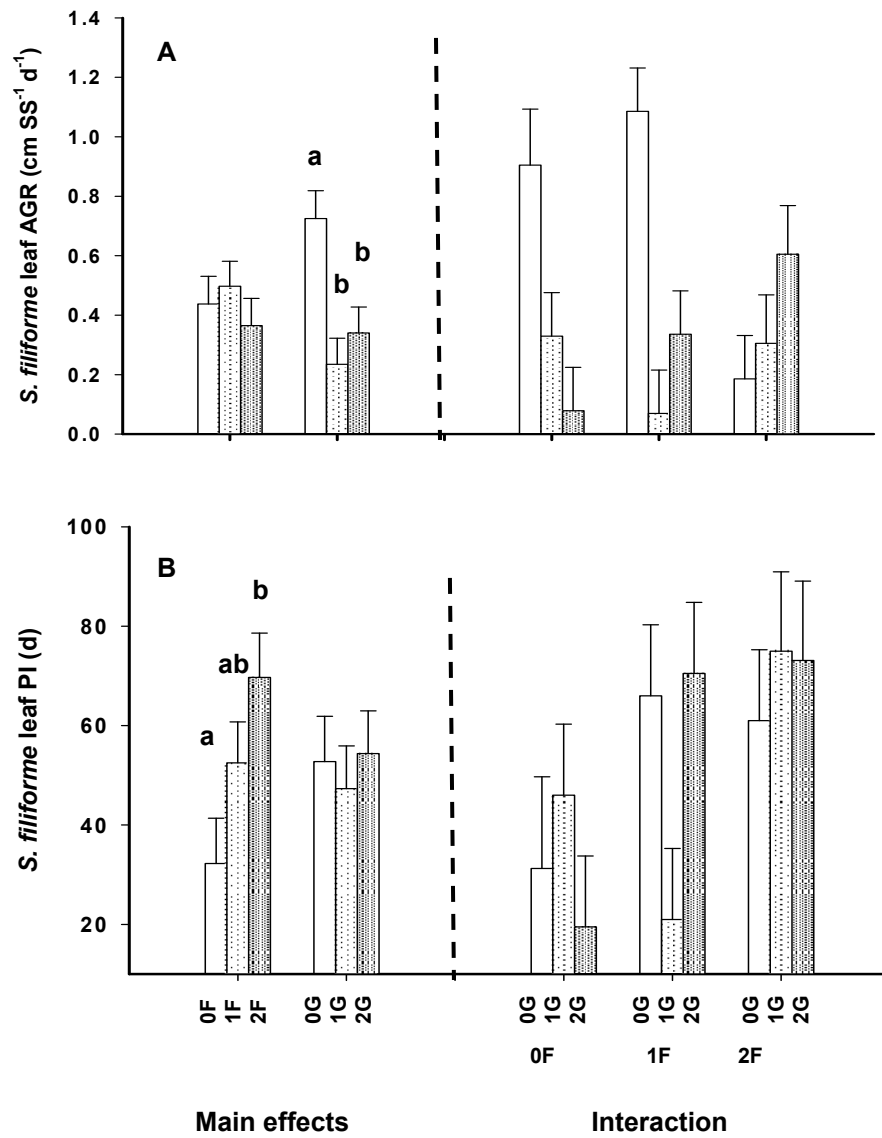 A
S. filiforme leaf AGR (cm SS⁻¹ d⁻¹)
1.4
1.2
1.0
0.8
0.6
0.4
0.2
0.0
a
b
b
B
S. filiforme leaf PI (d)
100
80
60
40
20
a
ab
b
0F
1F
2F
0G
1G
2G
0G
1G
2G
0G
1G
2G
0G
1G
2G
0F 1F 2F
Main effects Interaction